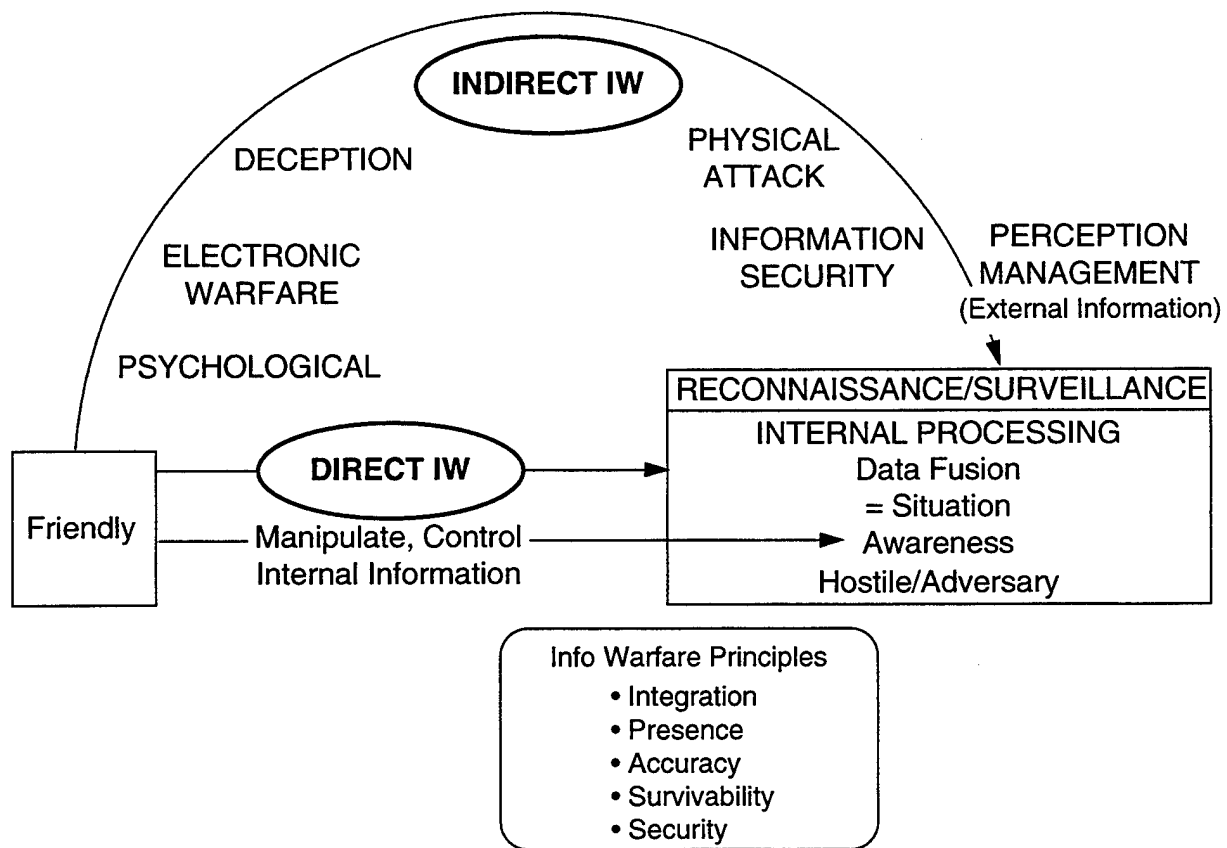 INDIRECT IW
DECEPTION
PHYSICAL
ATTACK
ELECTRONIC
WARFARE
INFORMATION
SECURITY
PERCEPTION
MANAGEMENT
(External Information)
PSYCHOLOGICAL
RECONNAISSANCE/SURVEILLANCE
INTERNAL PROCESSING
Data Fusion
= Situation
Awareness
Hostile/Adversary
DIRECT IW
Friendly
Manipulate, Control
Internal Information
Info Warfare Principles
• Integration
• Presence
• Accuracy
• Survivability
• Security